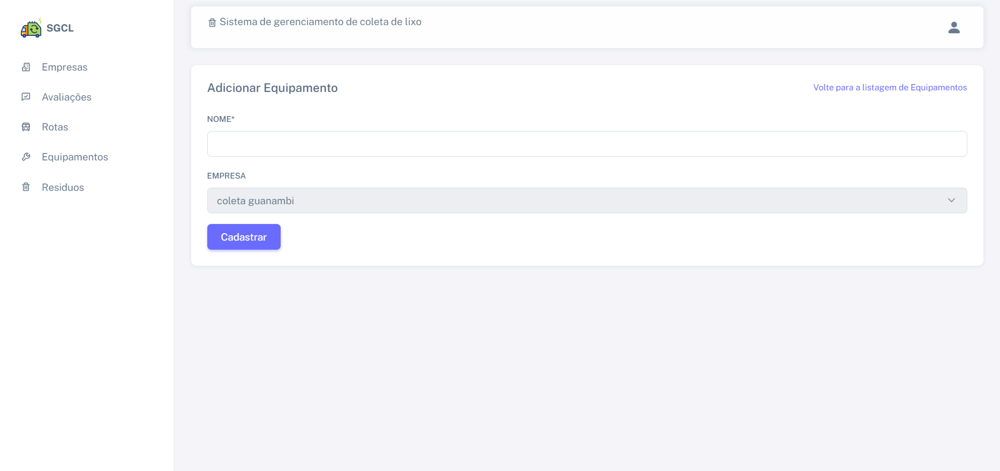 SGCL
Empresas
Avaliações
Rotas
Equipamentos
Residuos
Sistema de gerenciamento de coleta de lixo
Adicionar Equipamento
Volte para a listagem de Equipamentos
NOME*
EMPRESA
coleta guanambi
Cadastrar